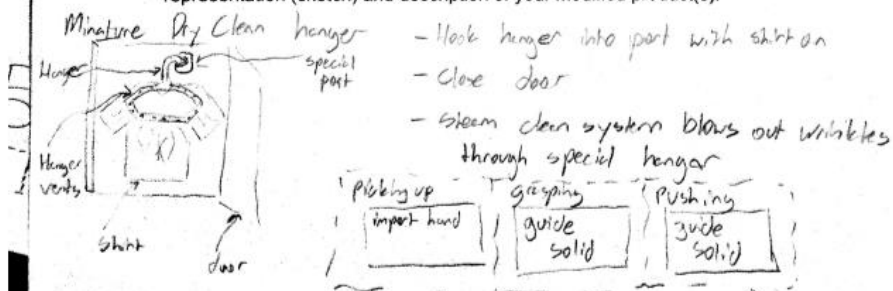 representation (sketch) and description of your modified product(s).
Minature Dry Clean hanger
Hanger
special
port
Hanger
vents
Shirt
door
- Hook hanger into port with shirt on
- Close door
- Steam clean system blows out wrinkles
through special hangar
picking up
import hand
grasping
guide
solid
pushing
guide
solid